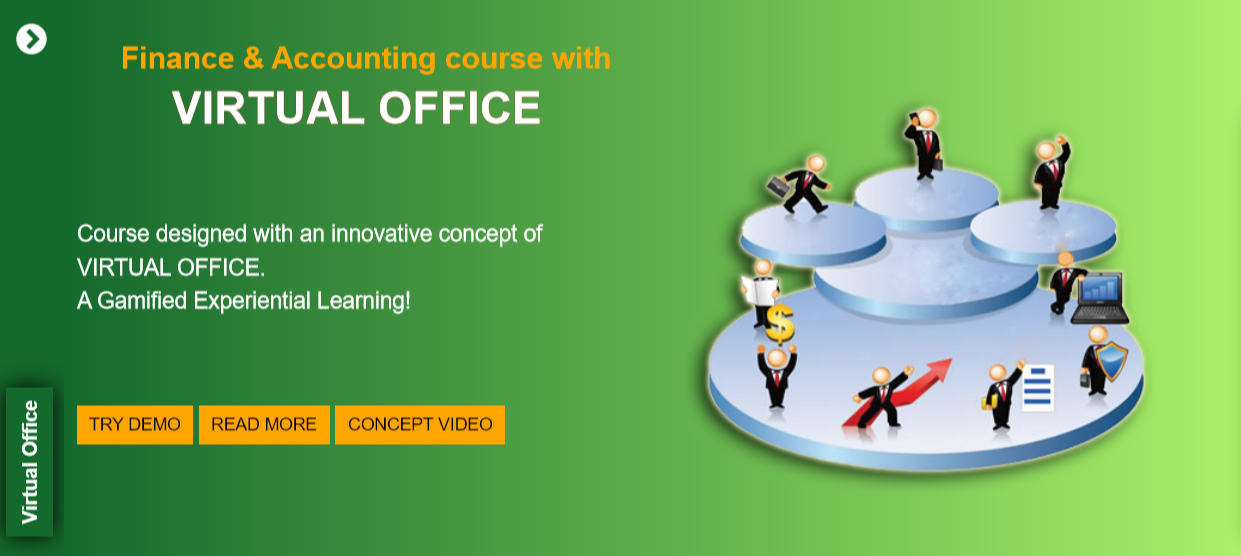 Finance & Accounting course with
VIRTUAL OFFICE
Course designed with an innovative concept of
VIRTUAL OFFICE.
A Gamified Experiential Learning!
TRY DEMO
READ MORE
CONCEPT VIDEO
Virtual Office
$